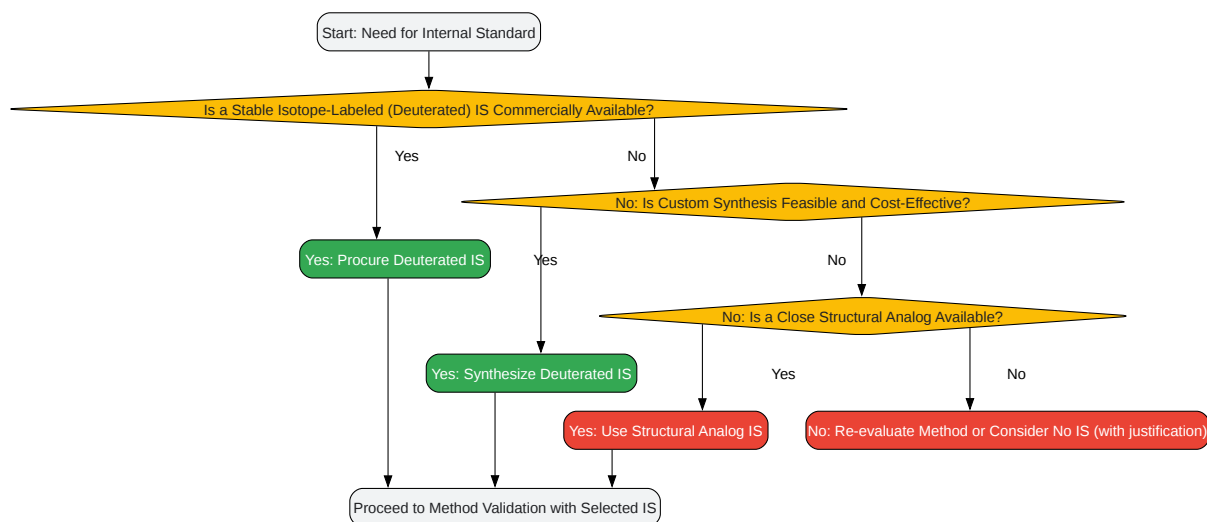 Start: Need for Internal Standard
Is a Stable Isotope-Labeled (Deuterated) IS Commercially Available?
Yes
No
No: Is Custom Synthesis Feasible and Cost-Effective?
Yes: Procure Deuterated IS
Yes
No
No: Is a Close Structural Analog Available?
Yes: Synthesize Deuterated IS
Yes
No
Yes: Use Structural Analog IS
No: Re-evaluate Method or Consider No IS (with justification)
Proceed to Method Validation with Selected IS